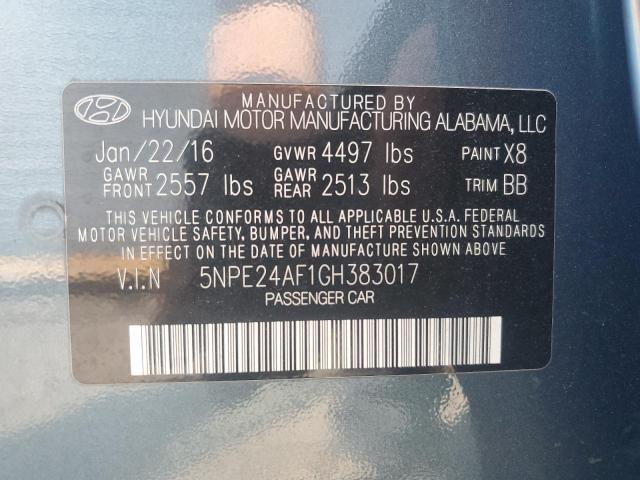 MANUFACTURED BY
HYUNDAI MOTOR MANUFACTURING ALABAMA, LLC
Jan/22/16 GVWR 4497 lbs PAINT X8
GAWR FRONT 2557 lbs GAWR REAR 2513 lbs TRIM BB
THIS VEHICLE CONFORMS TO ALL APPLICABLE U.S.A. FEDERAL
MOTOR VEHICLE SAFETY, BUMPER, AND THEFT PREVENTION STANDARDS
IN EFFECT ON THE DATE OF MANUFACTURE SHOWN ABOVE
V.I.N 5NPE24AF1GH383017
PASSENGER CAR